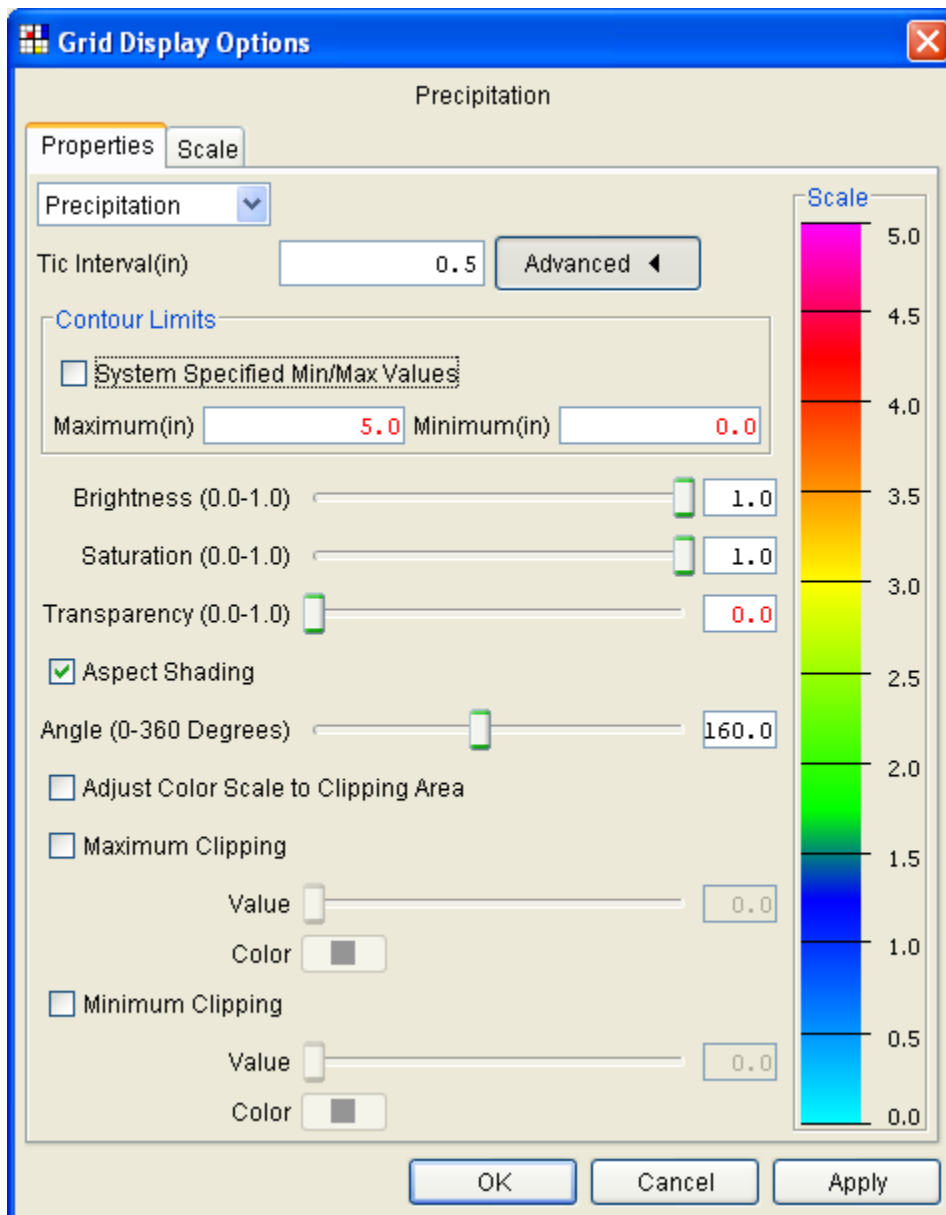 Grid Display Options
Precipitation
Properties Scale
Precipitation
Tic Interval(in) 0.5 Advanced
Contour Limits
System Specified Min/Max Values
Maximum(in) 5.0 Minimum(in) 0.0
Brightness (0.0-1.0) 1.0
Saturation (0.0-1.0) 1.0
Transparency (0.0-1.0) 0.0
Aspect Shading
Angle (0-360 Degrees) 160.0
Adjust Color Scale to Clipping Area
Maximum Clipping
Value 0.0
Color
Minimum Clipping
Value 0.0
Color
Scale
5.0
4.5
4.0
3.5
3.0
2.5
2.0
1.5
1.0
0.5
0.0
OK Cancel Apply